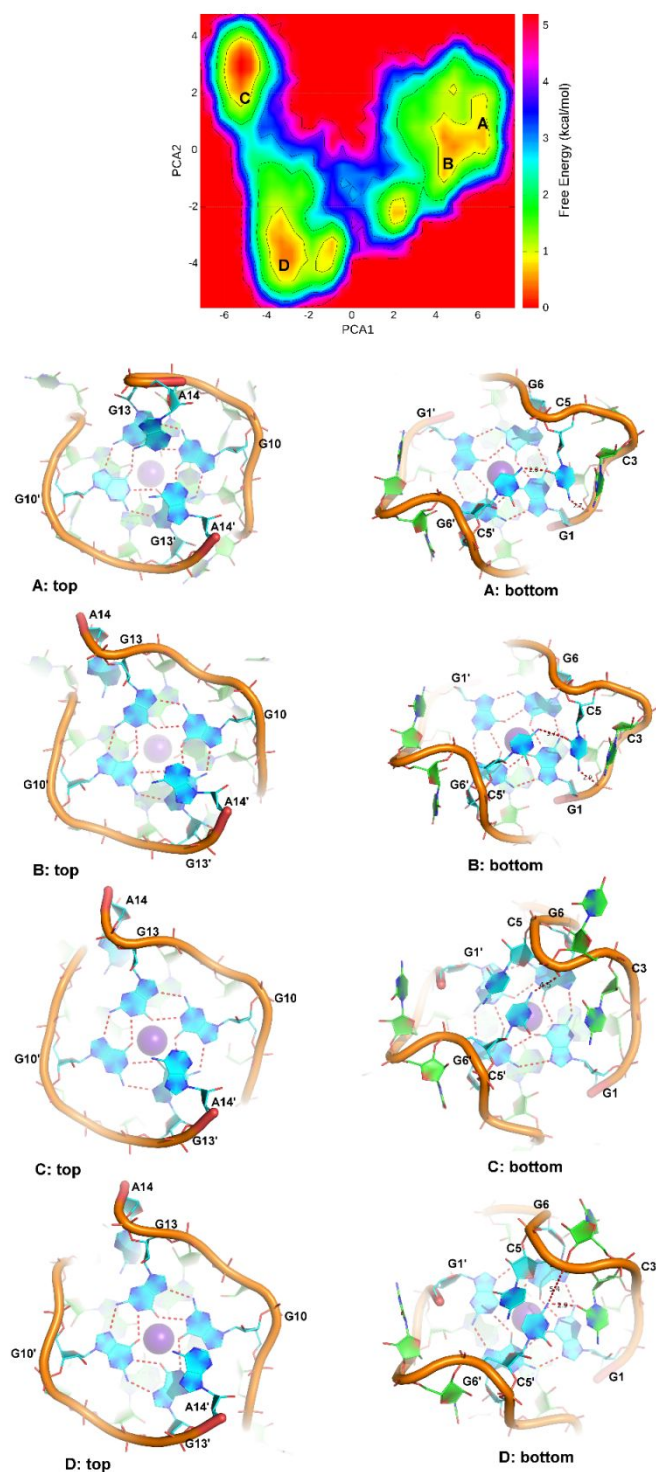 4
2
0
-2
-4
PCA2
C
A
B
D
-6
-4
-2
0
2
4
6
PCA1
5
4
3
2
1
0
Free Energy (kcal/mol)
G13
A14
G10
G10'
G13'
A14'
A: top
G6
C5
G1'
C3
G6'
C5'
G1
A: bottom
A14
G13
G10
G10'
A14'
G13'
B: top
G6
G1'
C5
C3
G6'
C5'
G1
B: bottom
A14
G13
G10
G10'
A14'
G13'
C: top
C5
G6
G1'
C3
G6'
C5'
G1
C: bottom
A14
G13
G10
G10'
A14'
G13'
D: top
G6
C5
C3
G1'
3.9
G1
C5'
G6'
D: bottom